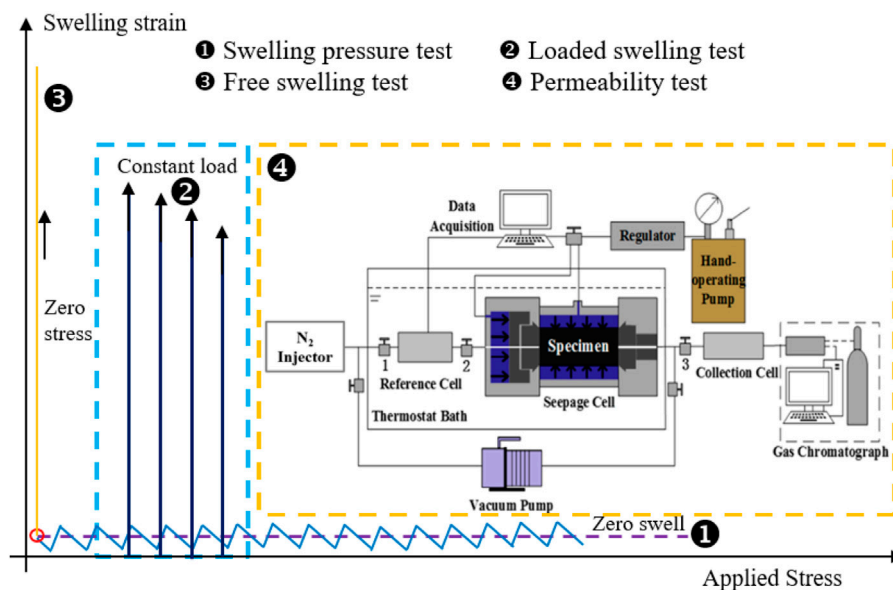 Swelling strain
❶ Swelling pressure test
❷ Loaded swelling test
❸ Free swelling test
❹ Permeability test
❸
Constant load
❷
❹
Zero
stress
Data
Acquisition
Regulator
Hand-
operating
Pump
N₂
Injector
1
Reference Cell
2
Specimen
Seepage Cell
3
Collection Cell
Thermostat Bath
Gas Chromatograph
Vacuum Pump
Zero swell
❶
Applied Stress